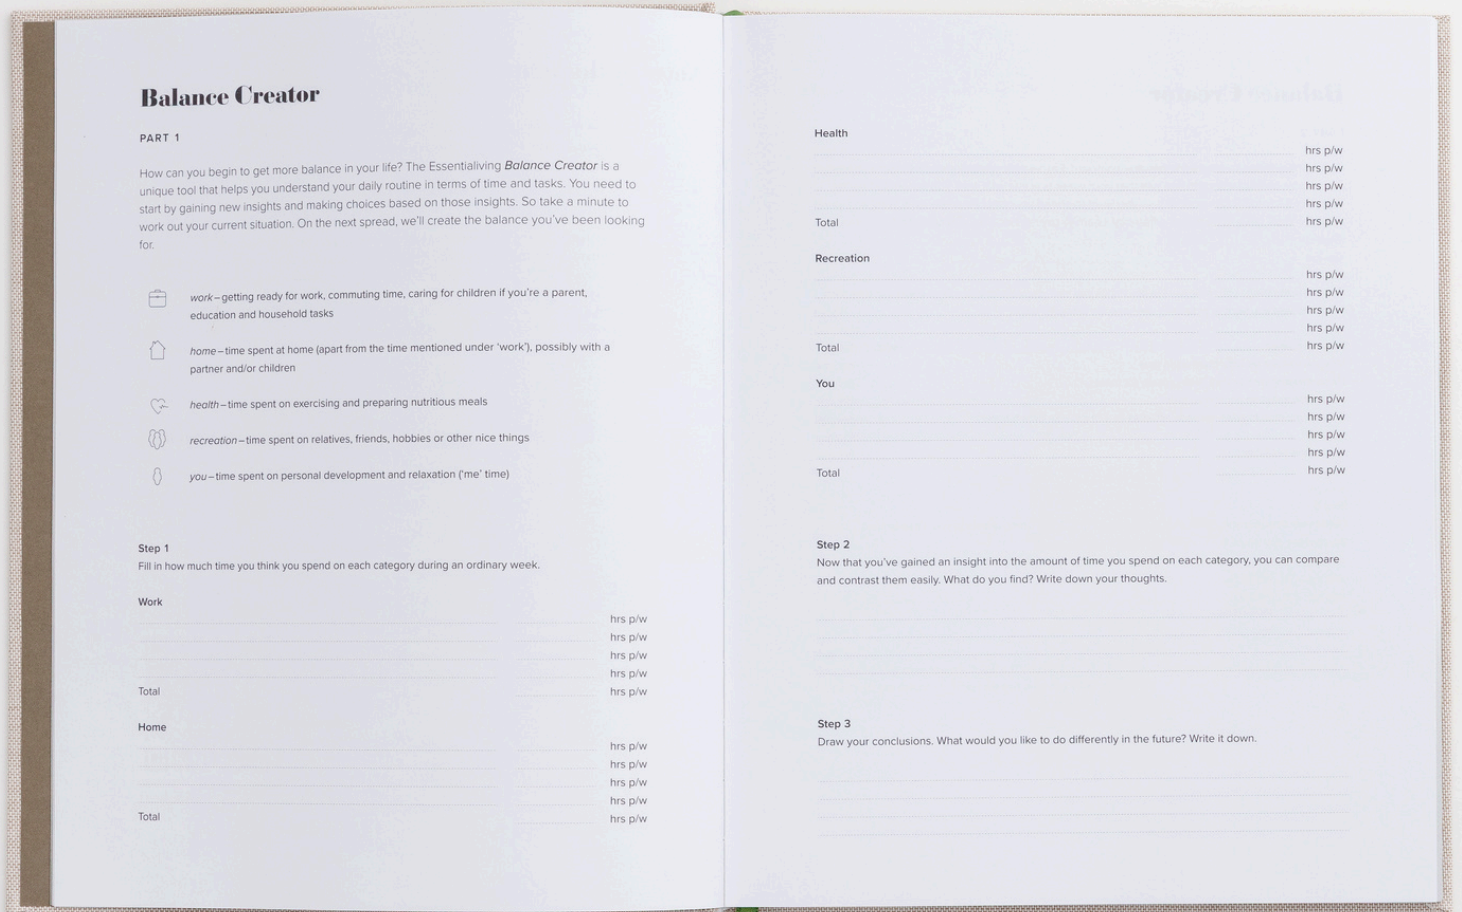 Balance Creator
PART 1
How can you begin to get more balance in your life? The Essentialiving Balance Creator is a
unique tool that helps you understand your daily routine in terms of time and tasks. You need to
start by gaining new insights and making choices based on those insights. So take a minute to
work out your current situation. On the next spread, we'll create the balance you've been looking
for.
work – getting ready for work, commuting time, caring for children if you're a parent,
education and household tasks
home – time spent at home (apart from the time mentioned under 'work'), possibly with a
partner and/or children
health – time spent on exercising and preparing nutritious meals
recreation – time spent on relatives, friends, hobbies or other nice things
you – time spent on personal development and relaxation ('me' time)
Step 1
Fill in how much time you think you spend on each category during an ordinary week.
Work
hrs p/w
hrs p/w
hrs p/w
hrs p/w
Total hrs p/w
Home
hrs p/w
hrs p/w
hrs p/w
hrs p/w
Total hrs p/w
Health
hrs p/w
hrs p/w
hrs p/w
hrs p/w
Total hrs p/w
Recreation
hrs p/w
hrs p/w
hrs p/w
hrs p/w
Total hrs p/w
You
hrs p/w
hrs p/w
hrs p/w
hrs p/w
Total hrs p/w
Step 2
Now that you've gained an insight into the amount of time you spend on each category, you can compare
and contrast them easily. What do you find? Write down your thoughts.
Step 3
Draw your conclusions. What would you like to do differently in the future? Write it down.